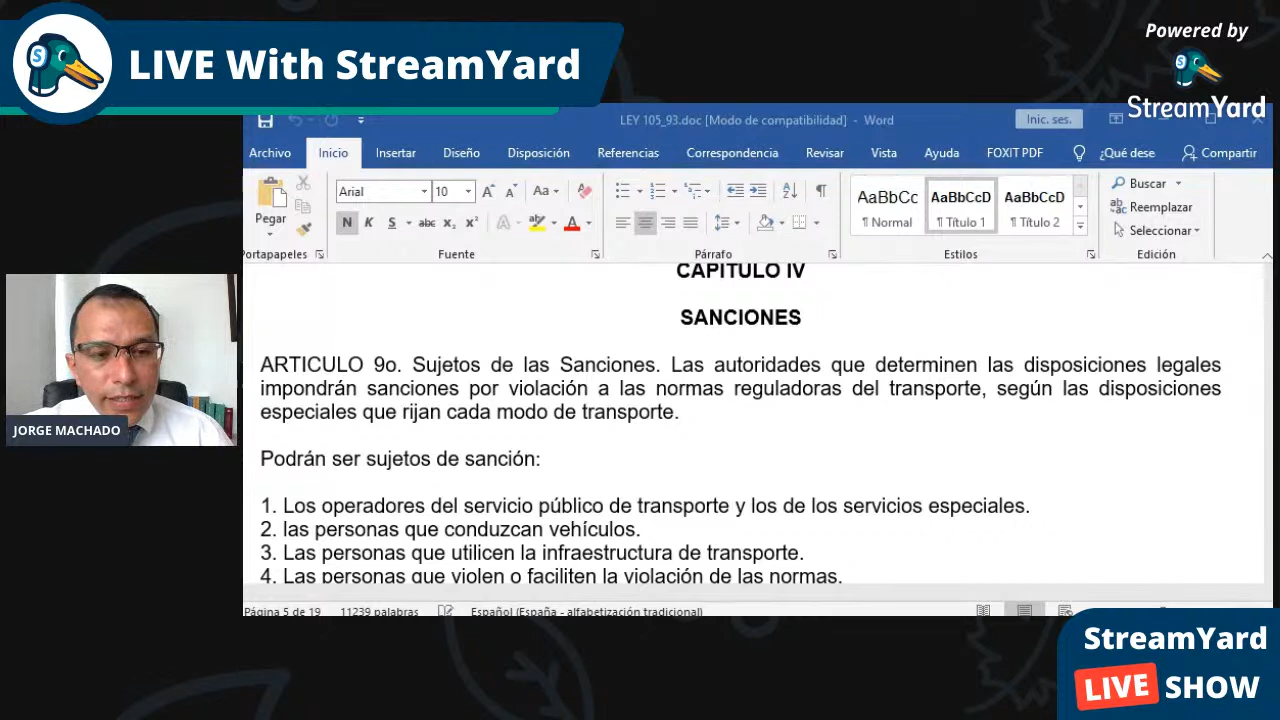 LIVE With StreamYard
Powered by
StreamYard
LEY 105_93.doc [Modo de compatibilidad] - Word
Inic. ses.
Archivo Inicio Insertar Diseño Disposición Referencias Correspondencia Revisar Vista Ayuda FOXIT PDF ¿Qué dese Compartir
Pegar
Arial 10
N K S abc x₂ x²
Aa
A A
AaBbCc AaBbCcD AaBbCcD
¶ Normal ¶ Título 1 ¶ Título 2
Buscar
Reemplazar
Seleccionar
Portapapeles Fuente Párrafo Estilos Edición
CAPITULO IV
SANCIONES
ARTICULO 9o. Sujetos de las Sanciones. Las autoridades que determinen las disposiciones legales
impondrán sanciones por violación a las normas reguladoras del transporte, según las disposiciones
especiales que rijan cada modo de transporte.
Podrán ser sujetos de sanción:
1. Los operadores del servicio público de transporte y los de los servicios especiales.
2. las personas que conduzcan vehículos.
3. Las personas que utilicen la infraestructura de transporte.
4. Las personas que violen o faciliten la violación de las normas.
Página 5 de 19 11239 palabras Español (España - alfabetización tradicional)
JORGE MACHADO
StreamYard
LIVE SHOW